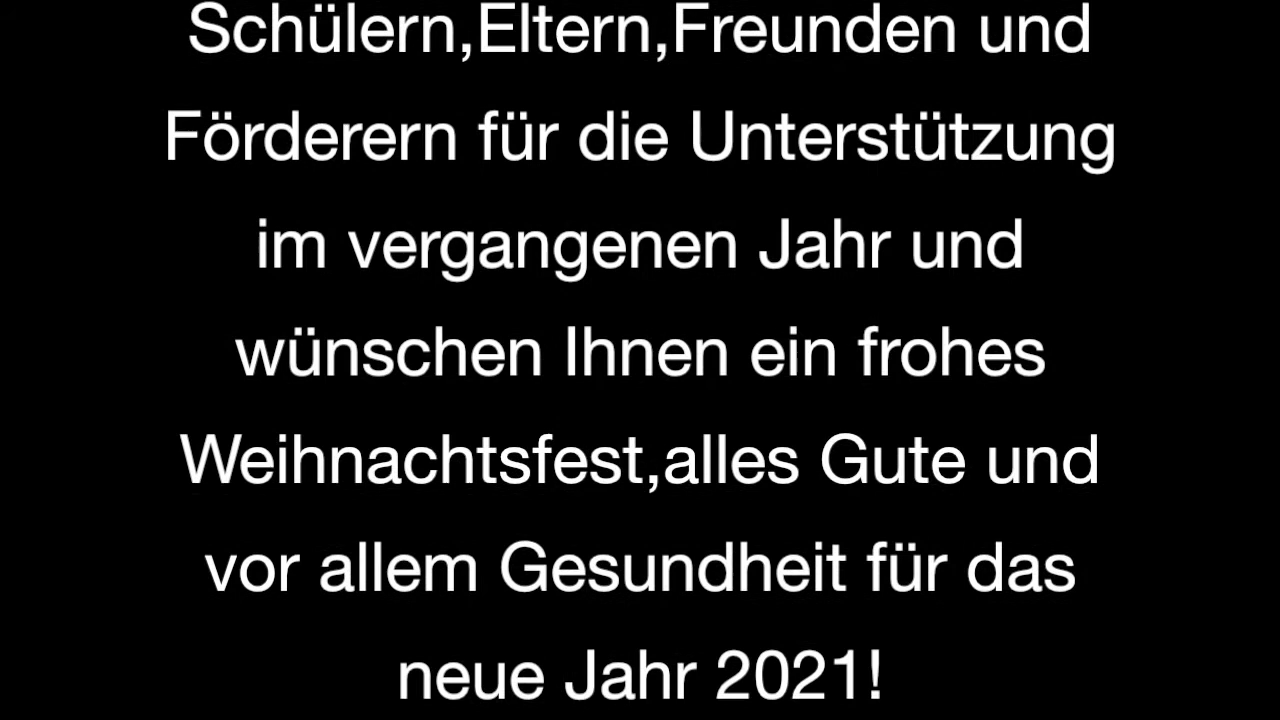 Schülern,Eltern,Freunden und
Förderern für die Unterstützung
im vergangenen Jahr und
wünschen Ihnen ein frohes
Weihnachtsfest,alles Gute und
vor allem Gesundheit für das
neue Jahr 2021!